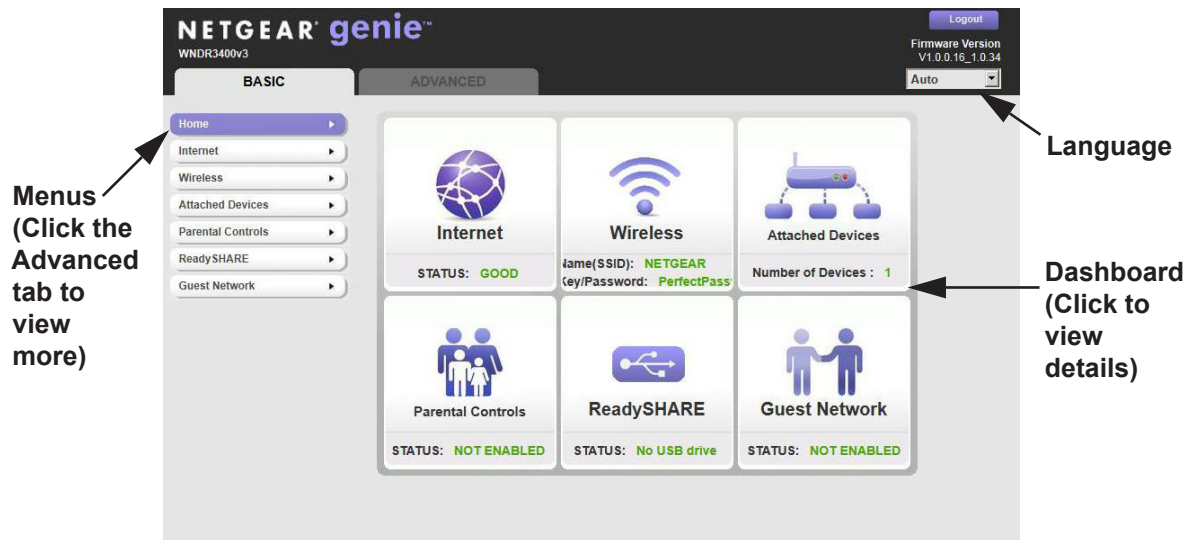 NETGEAR® genie™
WNDR3400v3
Logout
Firmware Version
V1.0.0.16_1.0.34
Auto
BASIC
ADVANCED
Home
Internet
Wireless
Attached Devices
Parental Controls
ReadySHARE
Guest Network
Menus
(Click the
Advanced
tab to
view
more)
Internet
STATUS: GOOD
Wireless
Name(SSID): NETGEAR
Key/Password: PerfectPass
Attached Devices
Number of Devices : 1
Parental Controls
STATUS: NOT ENABLED
ReadySHARE
STATUS: No USB drive
Guest Network
STATUS: NOT ENABLED
Language
Dashboard
(Click to
view
details)